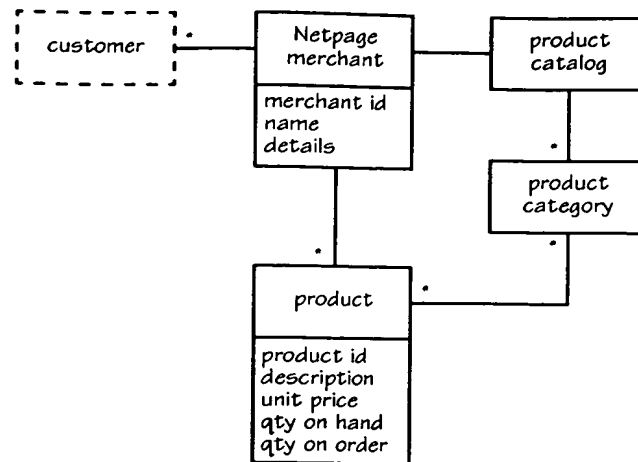 customer
*
Netpage
merchant
merchant id
name
details
product
catalog
*
product
category
*
*
*
product
product id
description
unit price
qty on hand
qty on order